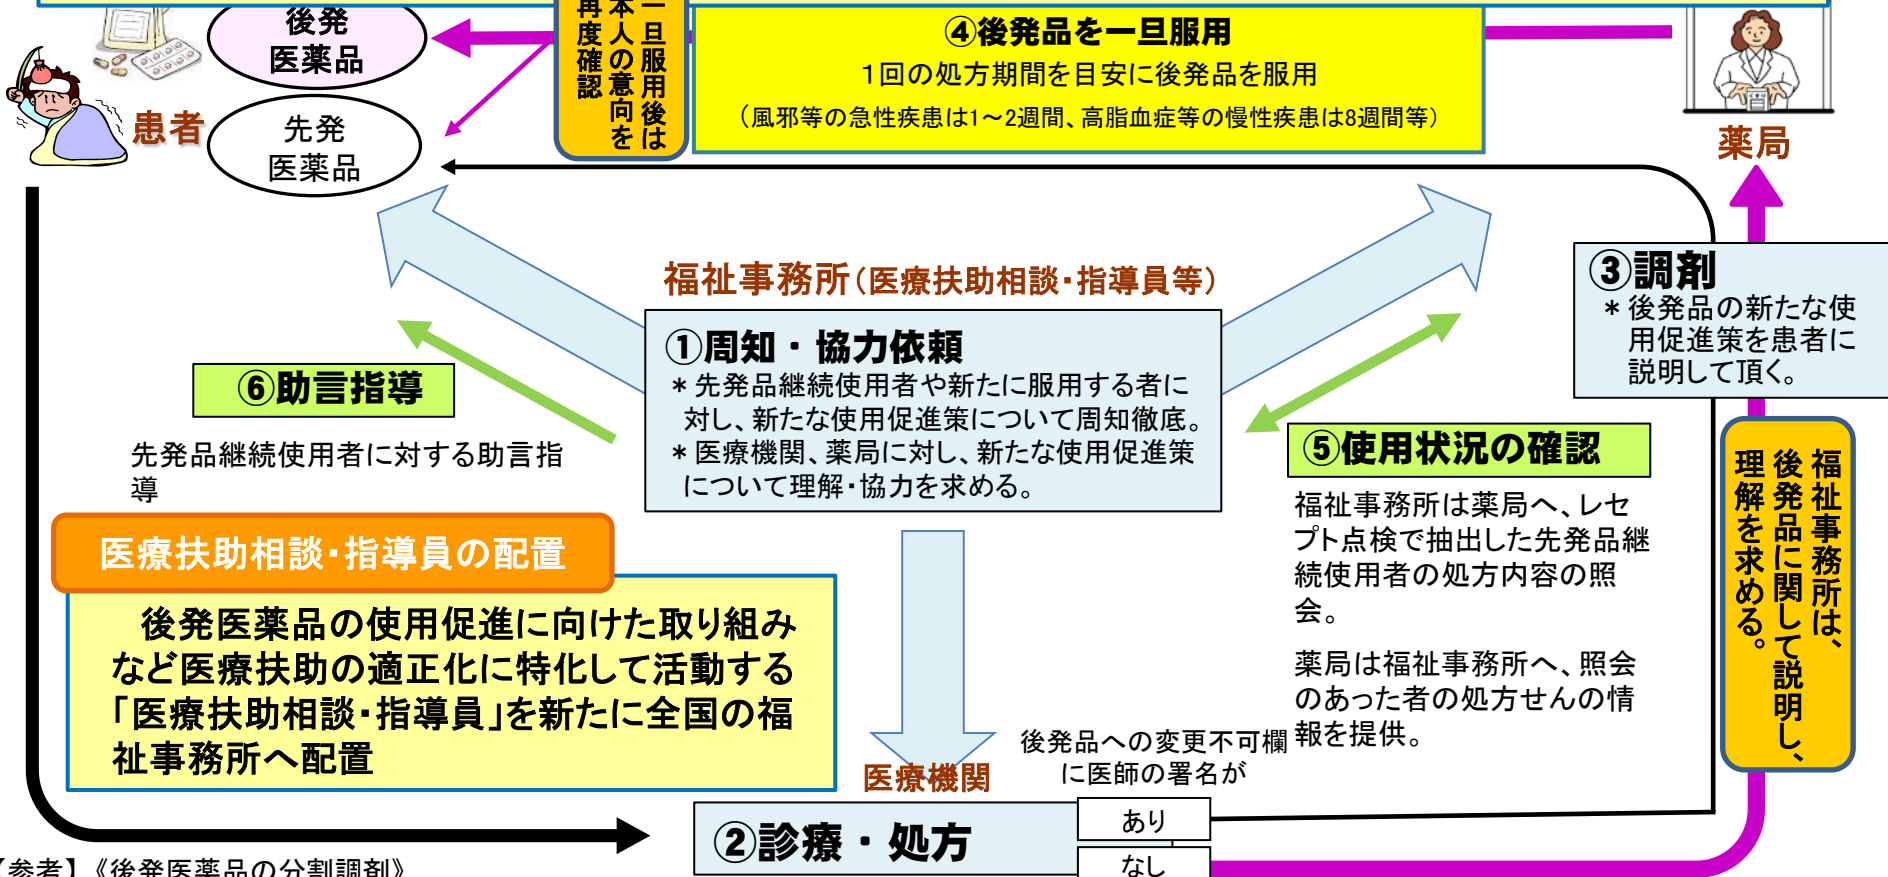 後発
医薬品
患者
先発
医薬品
一旦服用後は
本人の意向を
再度確認
④後発品を一旦服用
1回の処方期間を目安に後発品を服用
(風邪等の急性疾患は1～2週間、高脂血症等の慢性疾患は8週間等)
薬局
福祉事務所(医療扶助相談・指導員等)
①周知・協力依頼
*先発品継続使用者や新たに服用する者に
対し、新たな使用促進策について周知徹底。
*医療機関、薬局に対し、新たな使用促進策
について理解・協力を求める。
③調剤
*後発品の新たな使
用促進策を患者に
説明して頂く。
⑥助言指導
先発品継続使用者に対する助言指
導
⑤使用状況の確認
福祉事務所は薬局へ、レセ
プト点検で抽出した先発品継
続使用者の処方内容の照
会。
薬局は福祉事務所へ、照会
のあった者の処方せんの情
報を提供。
福祉事務所は、
後発品に関して説明し、
理解を求める。
医療扶助相談・指導員の配置
後発医薬品の使用促進に向けた取り組み
など医療扶助の適正化に特化して活動する
「医療扶助相談・指導員」を新たに全国の福
祉事務所へ配置
医療機関
後発品への変更不可欄
に医師の署名が
②診療・処方
あり
なし
【参考】《後発医薬品の分割調剤》